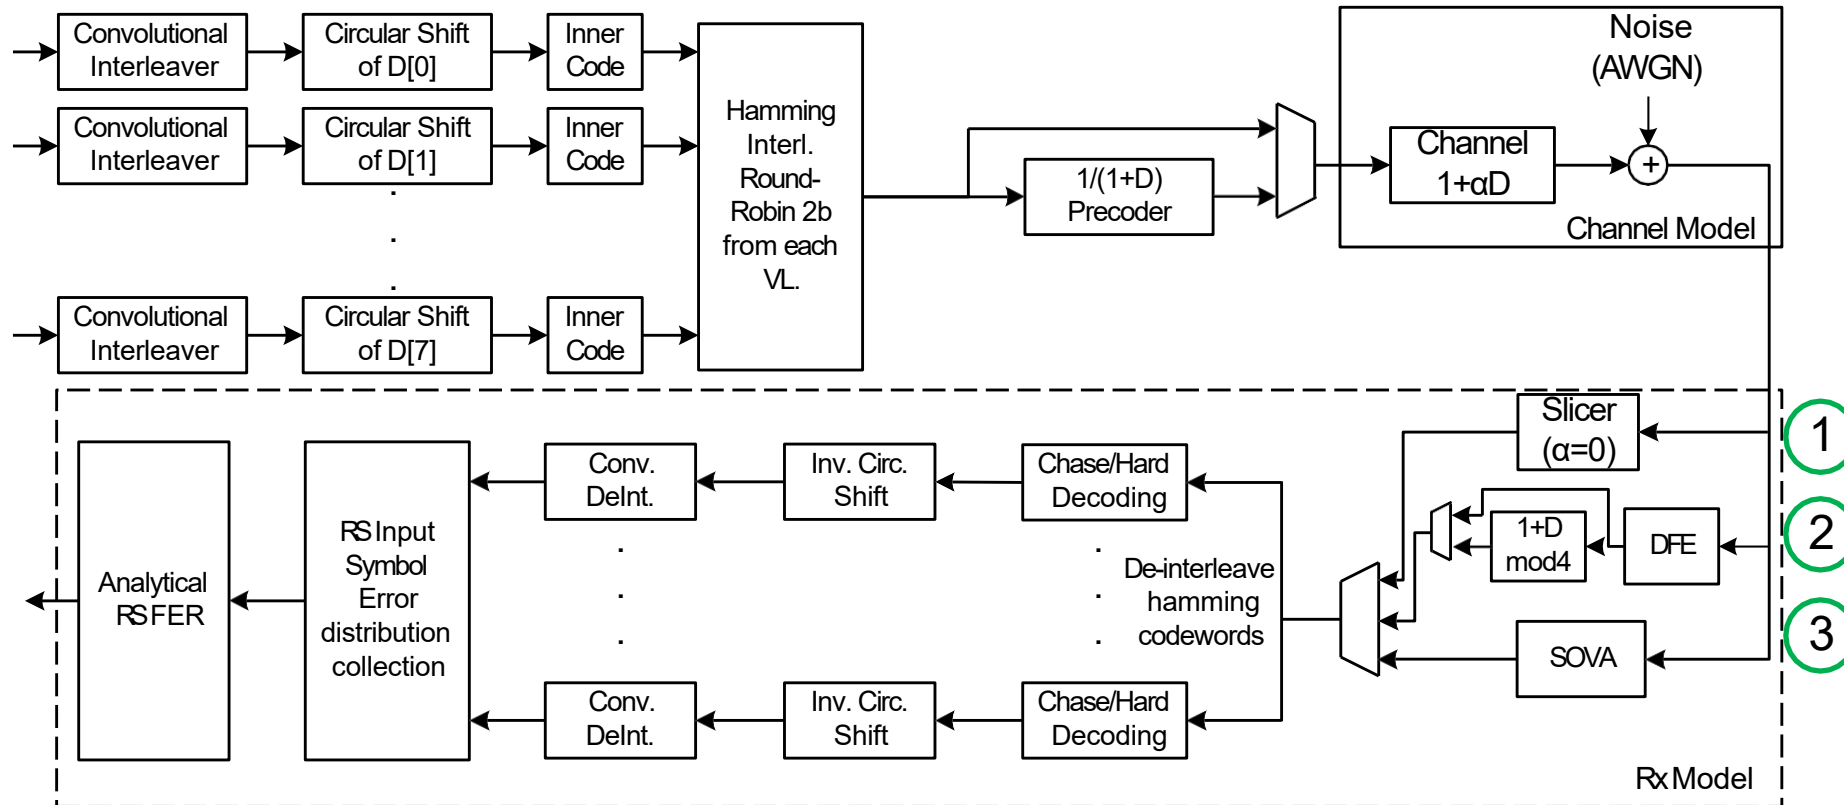 Convolutional
Interleaver
Circular Shift
of D[0]
Inner
Code
Convolutional
Interleaver
Circular Shift
of D[1]
Inner
Code
Convolutional
Interleaver
Circular Shift
of D[7]
Inner
Code
Hamming
Interl.
Round-
Robin 2b
from each
VL.
1/(1+D)
Precoder
Noise
(AWGN)
Channel
1+αD
+
Channel Model
Slicer
(α=0)
1
1+D
mod4
DFE
2
SOVA
3
De-interleave
hamming
codewords
Chase/Hard
Decoding
Inv. Circ.
Shift
Conv.
DeInt.
Chase/Hard
Decoding
Inv. Circ.
Shift
Conv.
DeInt.
RS Input
Symbol
Error
distribution
collection
Analytical
RS FER
Rx Model